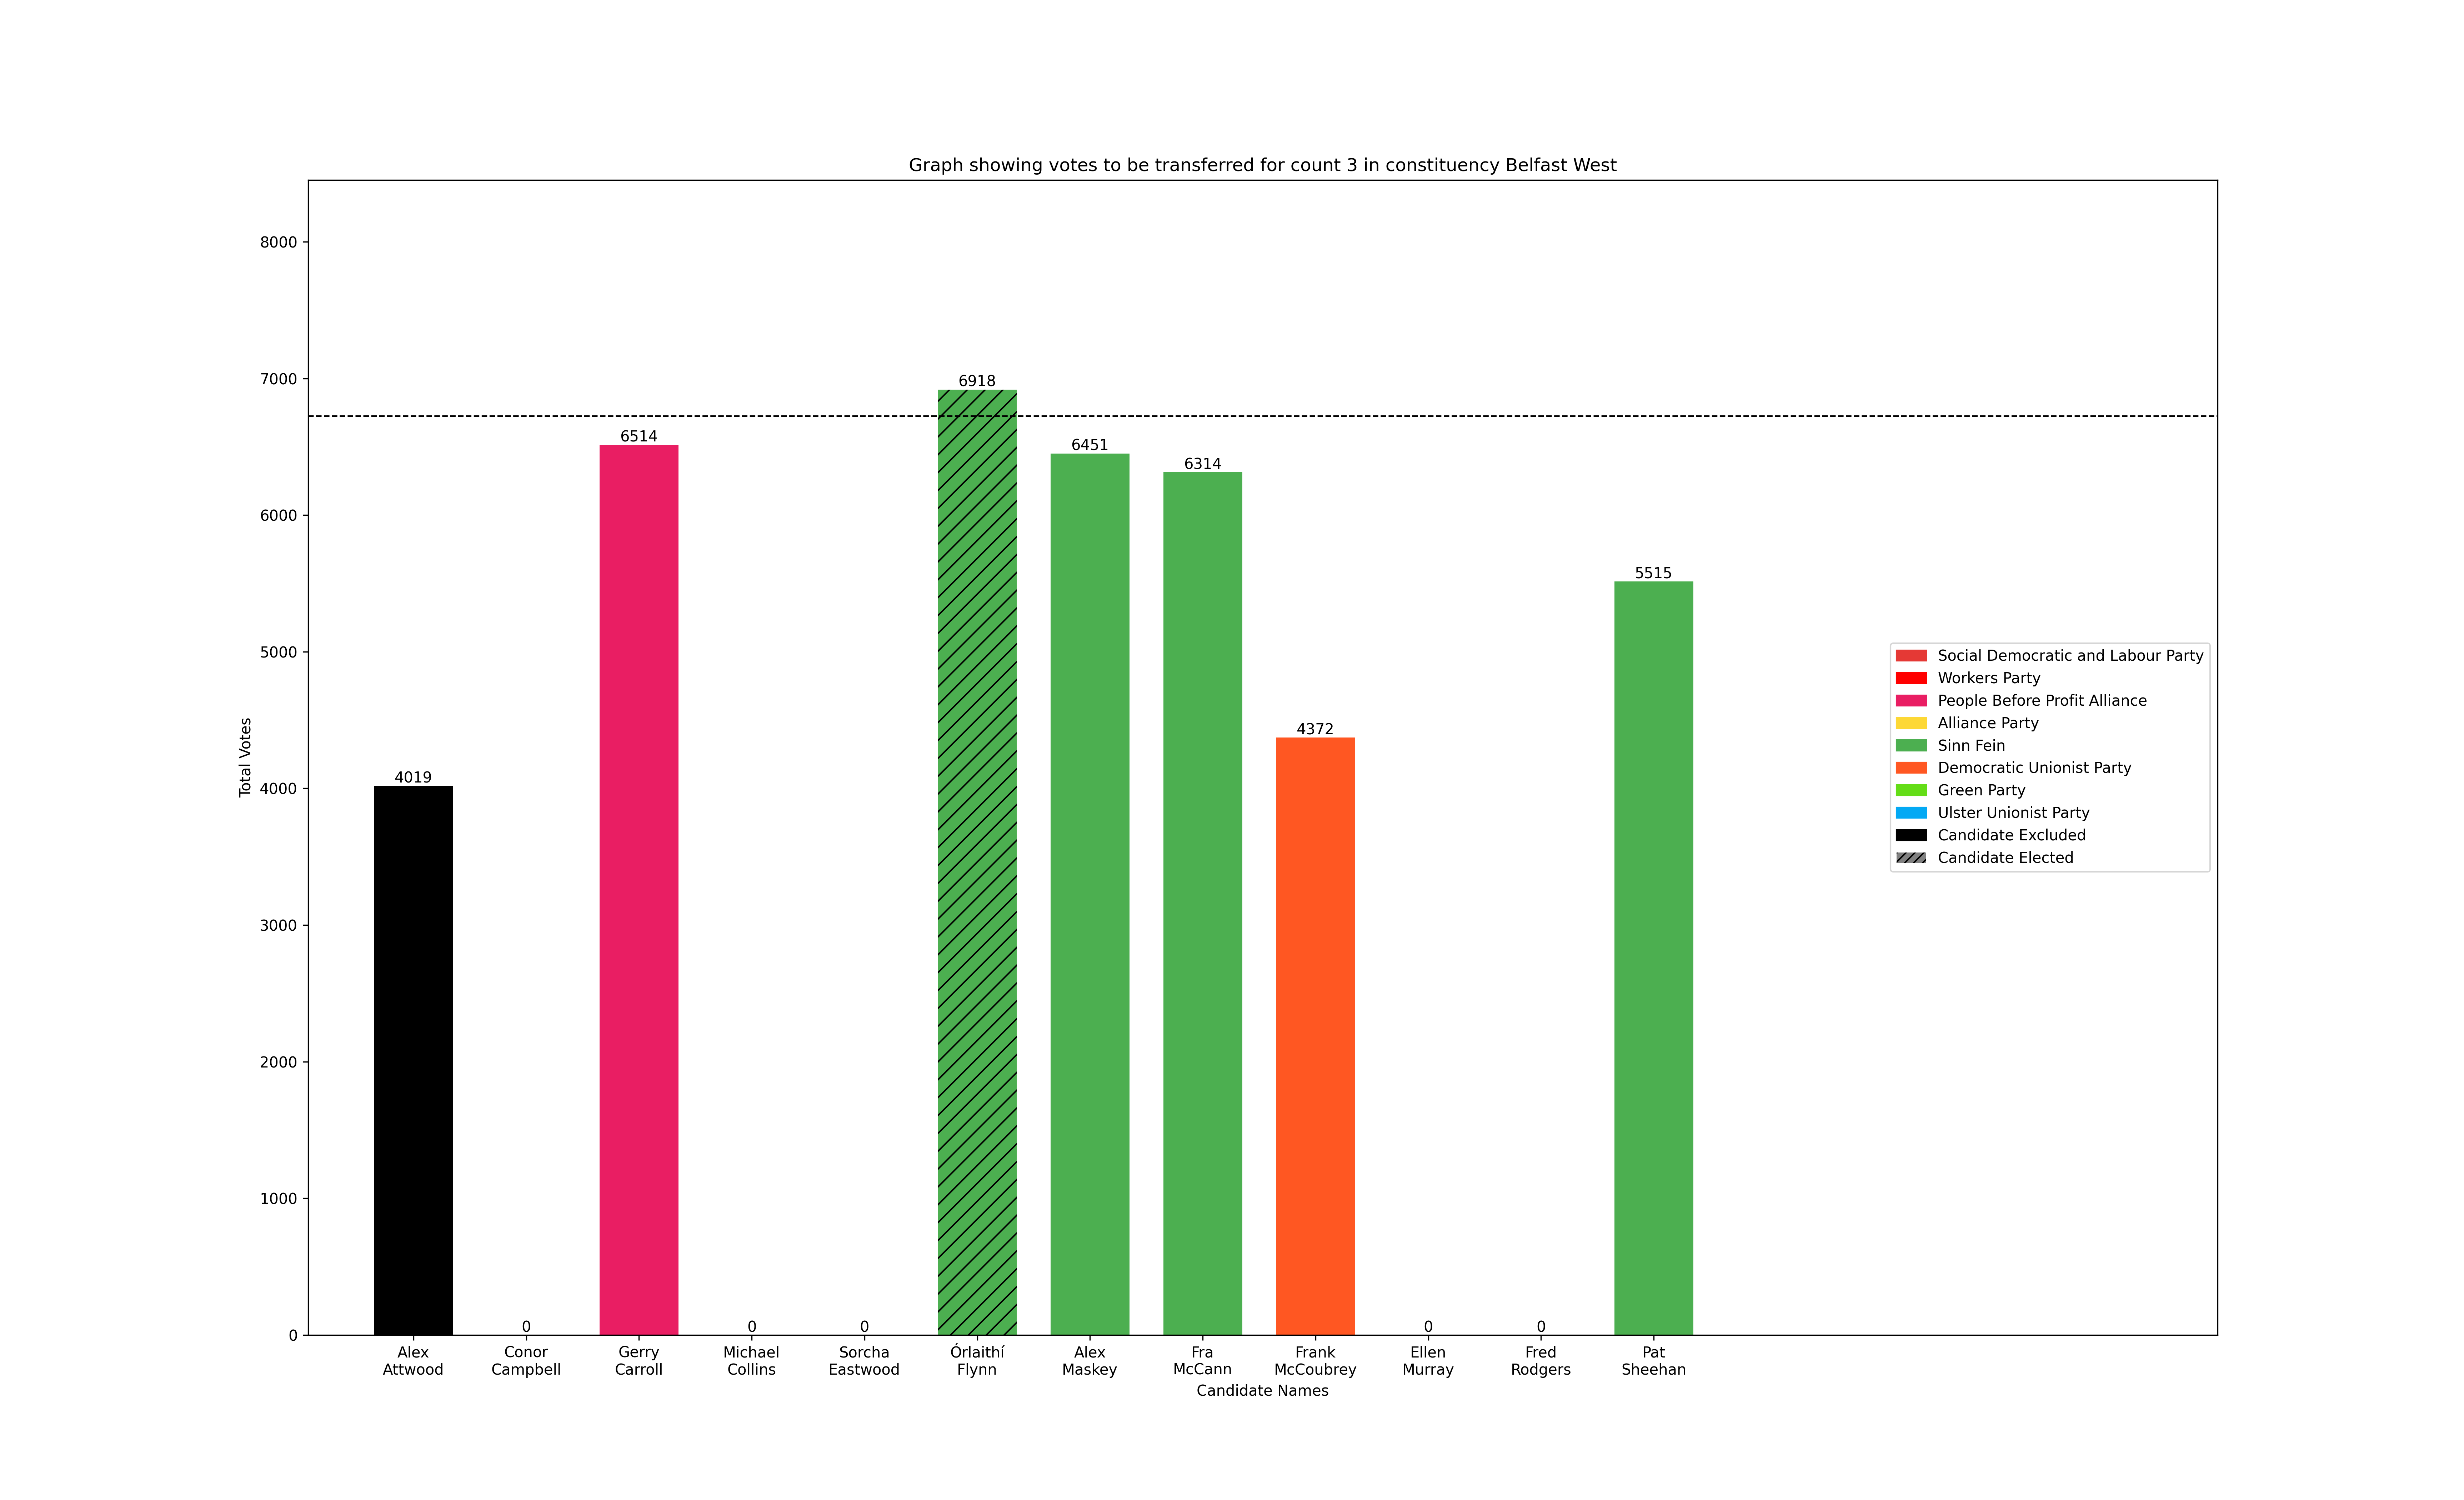 Graph showing votes to be transferred for count 3 in constituency Belfast West
Total Votes
8000
7000
6000
5000
4000
3000
2000
1000
0
4019
0
6514
0
0
6918
6451
6314
4372
0
0
5515
Social Democratic and Labour Party
Workers Party
People Before Profit Alliance
Alliance Party
Sinn Fein
Democratic Unionist Party
Green Party
Ulster Unionist Party
Candidate Excluded
Candidate Elected
Alex
Attwood
Conor
Campbell
Gerry
Carroll
Michael
Collins
Sorcha
Eastwood
Órlaithí
Flynn
Alex
Maskey
Fra
McCann
Frank
McCoubrey
Ellen
Murray
Fred
Rodgers
Pat
Sheehan
Candidate Names